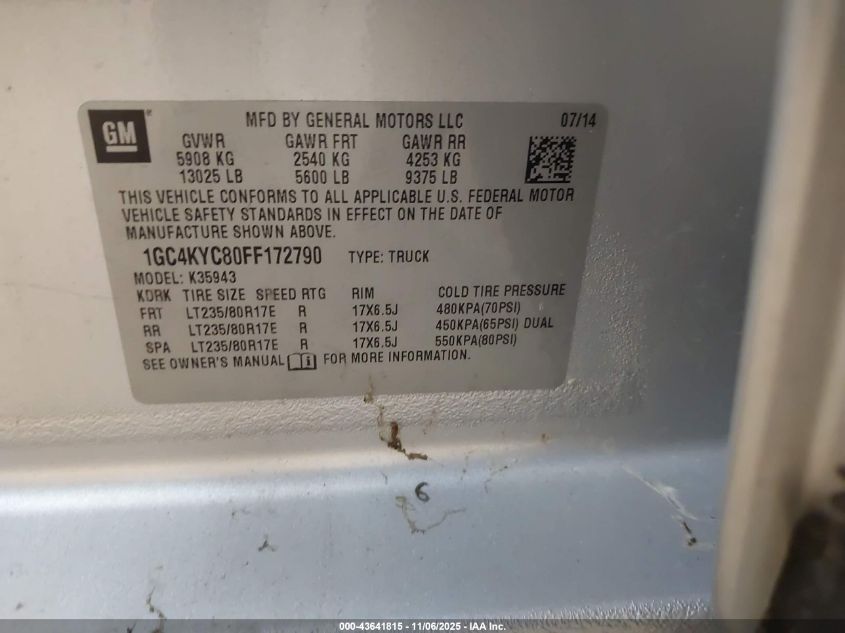 GM
MFD BY GENERAL MOTORS LLC 07/14
GVWR GAWR FRT GAWR RR
5908 KG 2540 KG 4253 KG
13025 LB 5600 LB 9375 LB
THIS VEHICLE CONFORMS TO ALL APPLICABLE U.S. FEDERAL MOTOR
VEHICLE SAFETY STANDARDS IN EFFECT ON THE DATE OF
MANUFACTURE SHOWN ABOVE.
1GC4KYC80FF172790 TYPE: TRUCK
MODEL: K35943
KDRK TIRE SIZE SPEED RTG RIM COLD TIRE PRESSURE
FRT LT235/80R17E R 17X6.5J 480KPA(70PSI)
RR LT235/80R17E R 17X6.5J 450KPA(65PSI) DUAL
SPA LT235/80R17E R 17X6.5J 550KPA(80PSI)
SEE OWNER'S MANUAL FOR MORE INFORMATION.
6
000-43641815 - 11/06/2025 - IAA Inc.